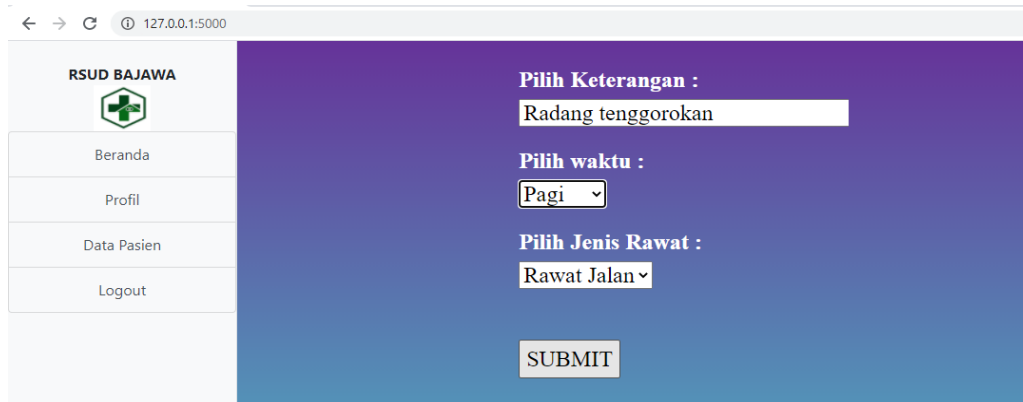 127.0.0.1:5000
RSUD BAJAWA
Beranda
Profil
Data Pasien
Logout
Pilih Keterangan :
Radang tenggorokan
Pilih waktu :
Pagi
Pilih Jenis Rawat :
Rawat Jalan
SUBMIT